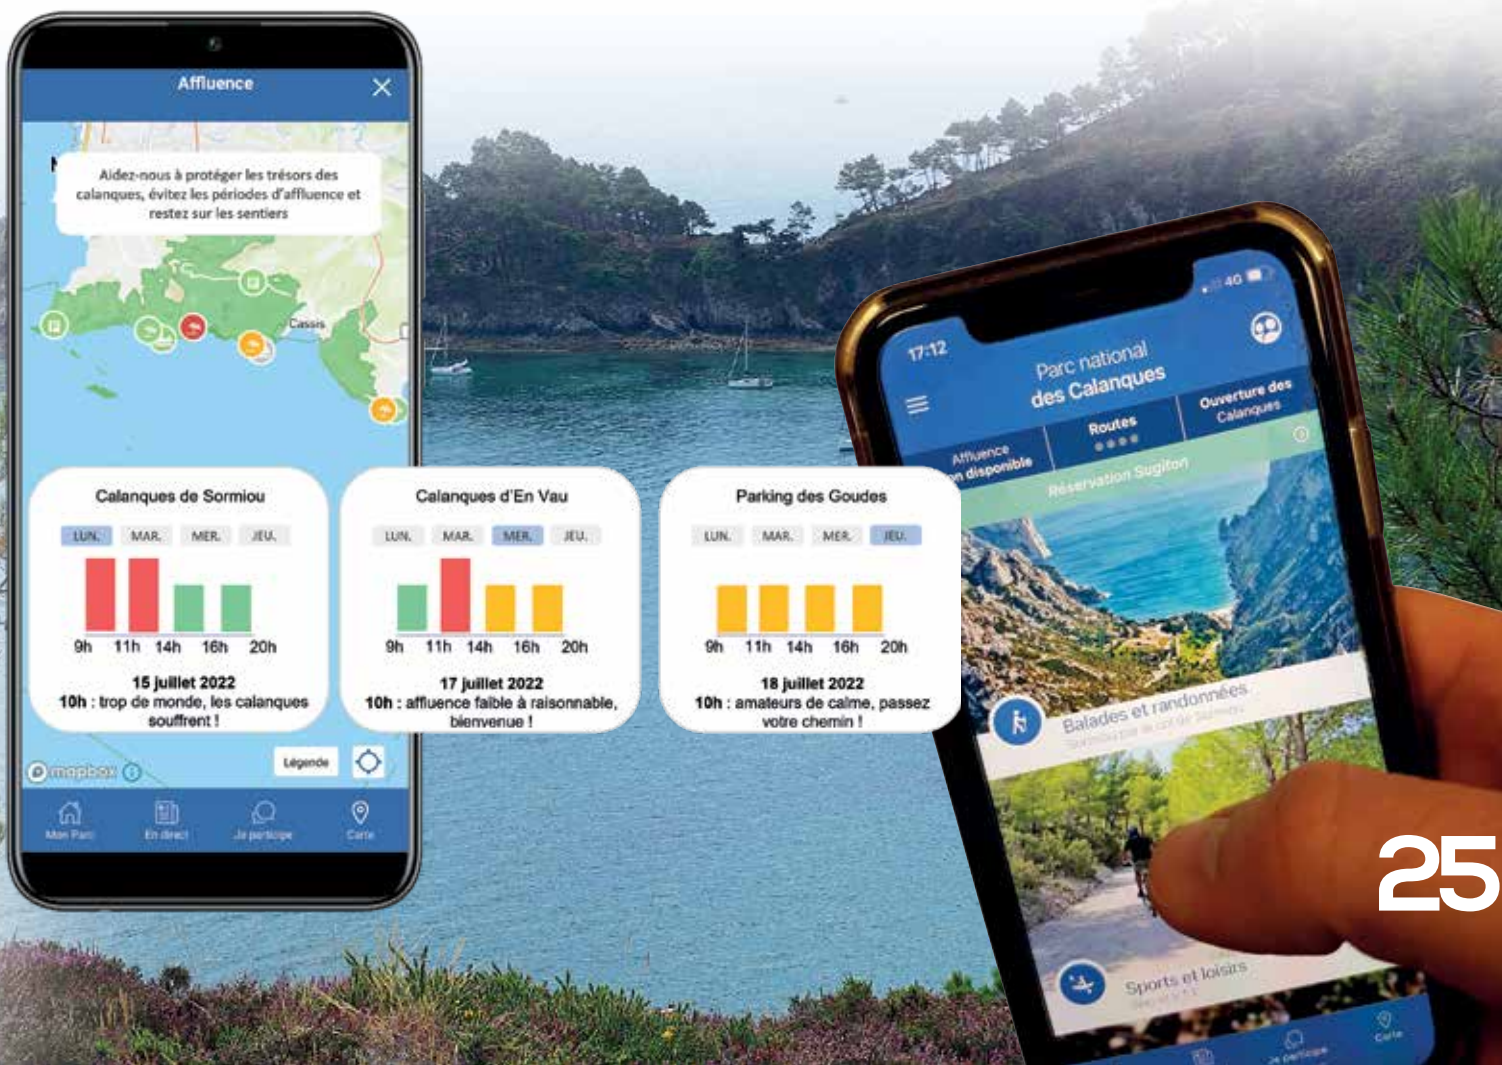 Affluence
Aidez-nous à protéger les trésors des
calanques, évitez les périodes d'affluence et
restez sur les sentiers
Cassis
Calanques de Sormiou
LUN. MAR. MER. JEU.
9h 11h 14h 16h 20h
15 juillet 2022
10h : trop de monde, les calanques
souffrent !
Calanques d'En Vau
LUN. MAR. MER. JEU.
9h 11h 14h 16h 20h
17 juillet 2022
10h : affluence faible à raisonnable,
bienvenue !
Parking des Goudes
LUN. MAR. MER. JEU.
9h 11h 14h 16h 20h
18 juillet 2022
10h : amateurs de calme, passez
votre chemin !
mapbox
Légende
Mon Parc En direct Je participe Carte
17:12
4G
Parc national
des Calanques
Affluence
disponible
Routes
Ouverture des
Calanques
Réservation Sugiton
Balades et randonnées
Sports et loisirs
Je participe
Carte
25